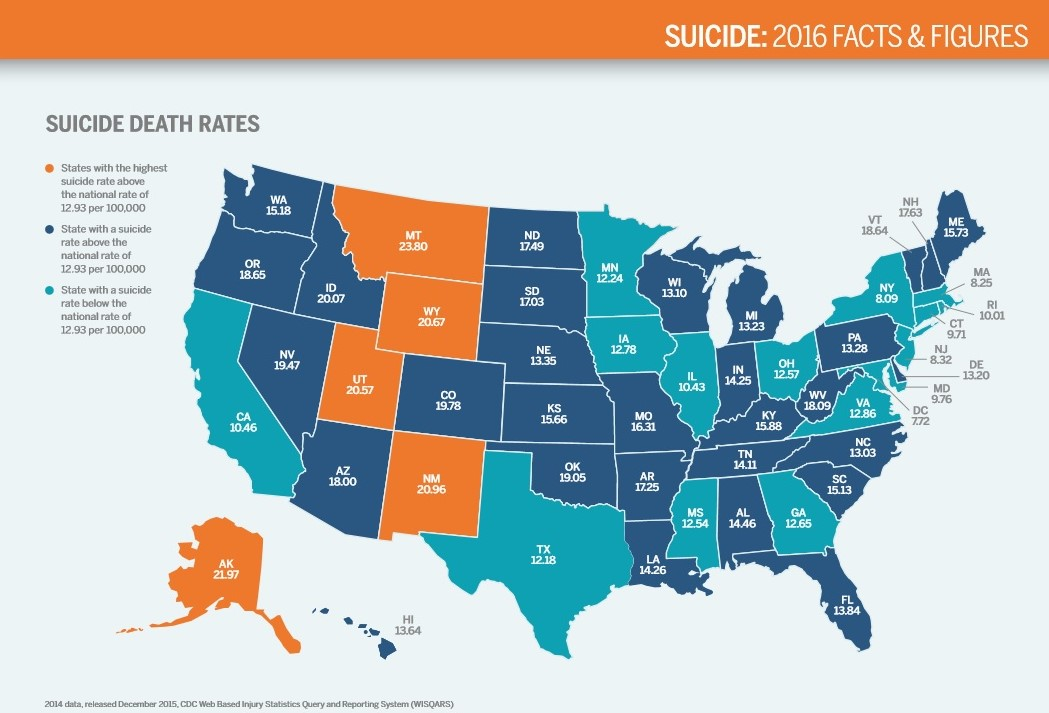 SUICIDE: 2016 FACTS & FIGURES
SUICIDE DEATH RATES
States with the highest
suicide rate above
the national rate of
12.93 per 100,000
State with a suicide
rate above the
national rate of
12.93 per 100,000
State with a suicide
rate below the
national rate of
12.93 per 100,000
WA
15.18
OR
18.65
CA
10.46
NV
19.47
ID
20.07
MT
23.80
WY
20.67
UT
20.57
CO
19.78
AZ
18.00
NM
20.96
ND
17.49
SD
17.03
NE
13.35
KS
15.66
OK
19.05
TX
12.18
MN
12.24
IA
12.78
MO
16.31
AR
17.25
LA
14.26
WI
13.10
IL
10.43
MI
13.23
IN
14.25
OH
12.57
KY
15.88
TN
14.11
MS
12.54
AL
14.46
GA
12.65
FL
13.84
SC
15.13
NC
13.03
VA
12.86
WV
18.09
PA
13.28
NY
8.09
VT
18.64
NH
17.63
ME
15.73
MA
8.25
RI
10.01
CT
9.71
NJ
8.32
DE
13.20
MD
9.76
DC
7.72
AK
21.97
HI
13.64
2014 data, released December 2015, CDC Web Based Injury Statistics Query and Reporting System (WISQARS)